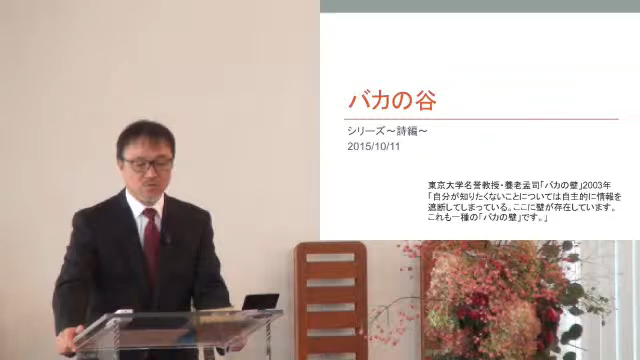 バカの谷
シリーズ～詩編～
2015/10/11
東京大学名誉教授・養老孟司「バカの壁」2003年
「自分が知りたくないことについては自主的に情報を
遮断してしまっている。ここに壁が存在しています。
これも一種の「バカの壁」です。」